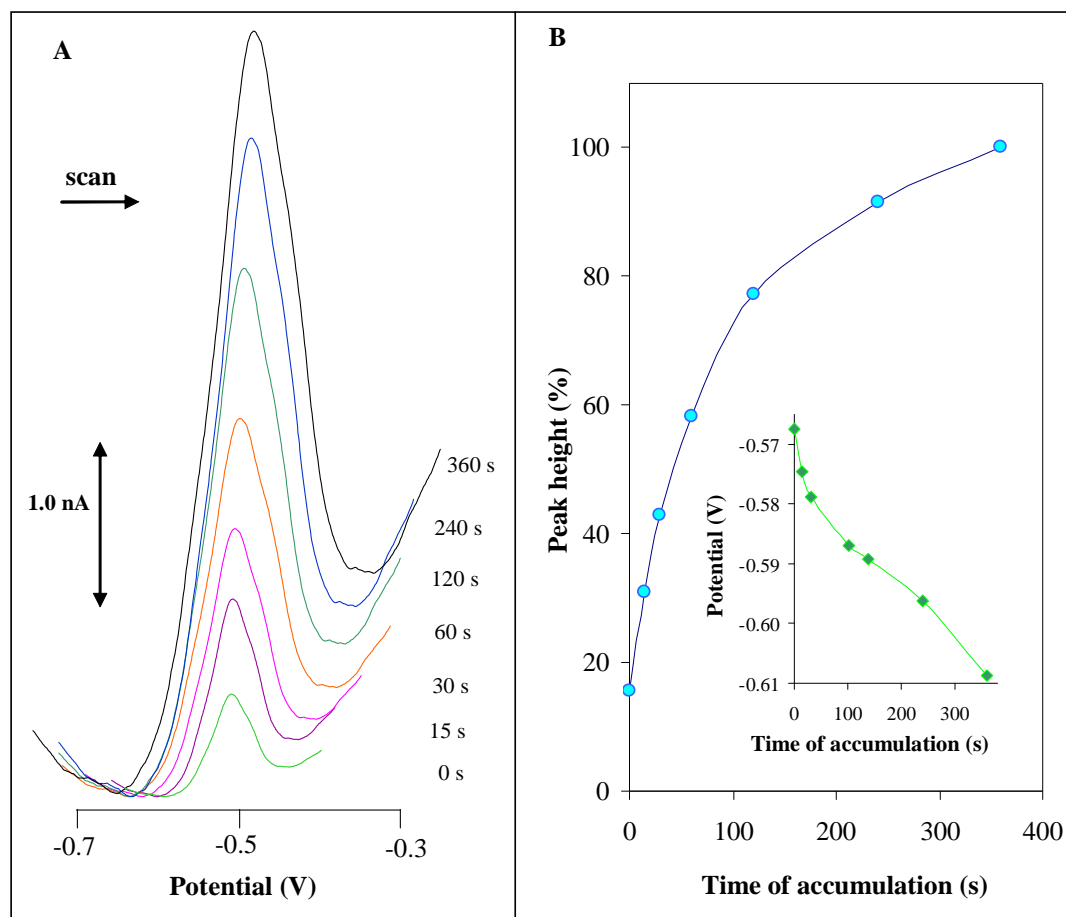 A
scan
1.0 nA
360 s
240 s
120 s
60 s
30 s
15 s
0 s
-0.7 -0.5 -0.3
Potential (V)
B
Peak height (%)
100
80
60
40
20
0
0 100 200 300 400
Time of accumulation (s)
Potential (V)
-0.57
-0.58
-0.59
-0.60
-0.61
0 100 200 300
Time of accumulation (s)